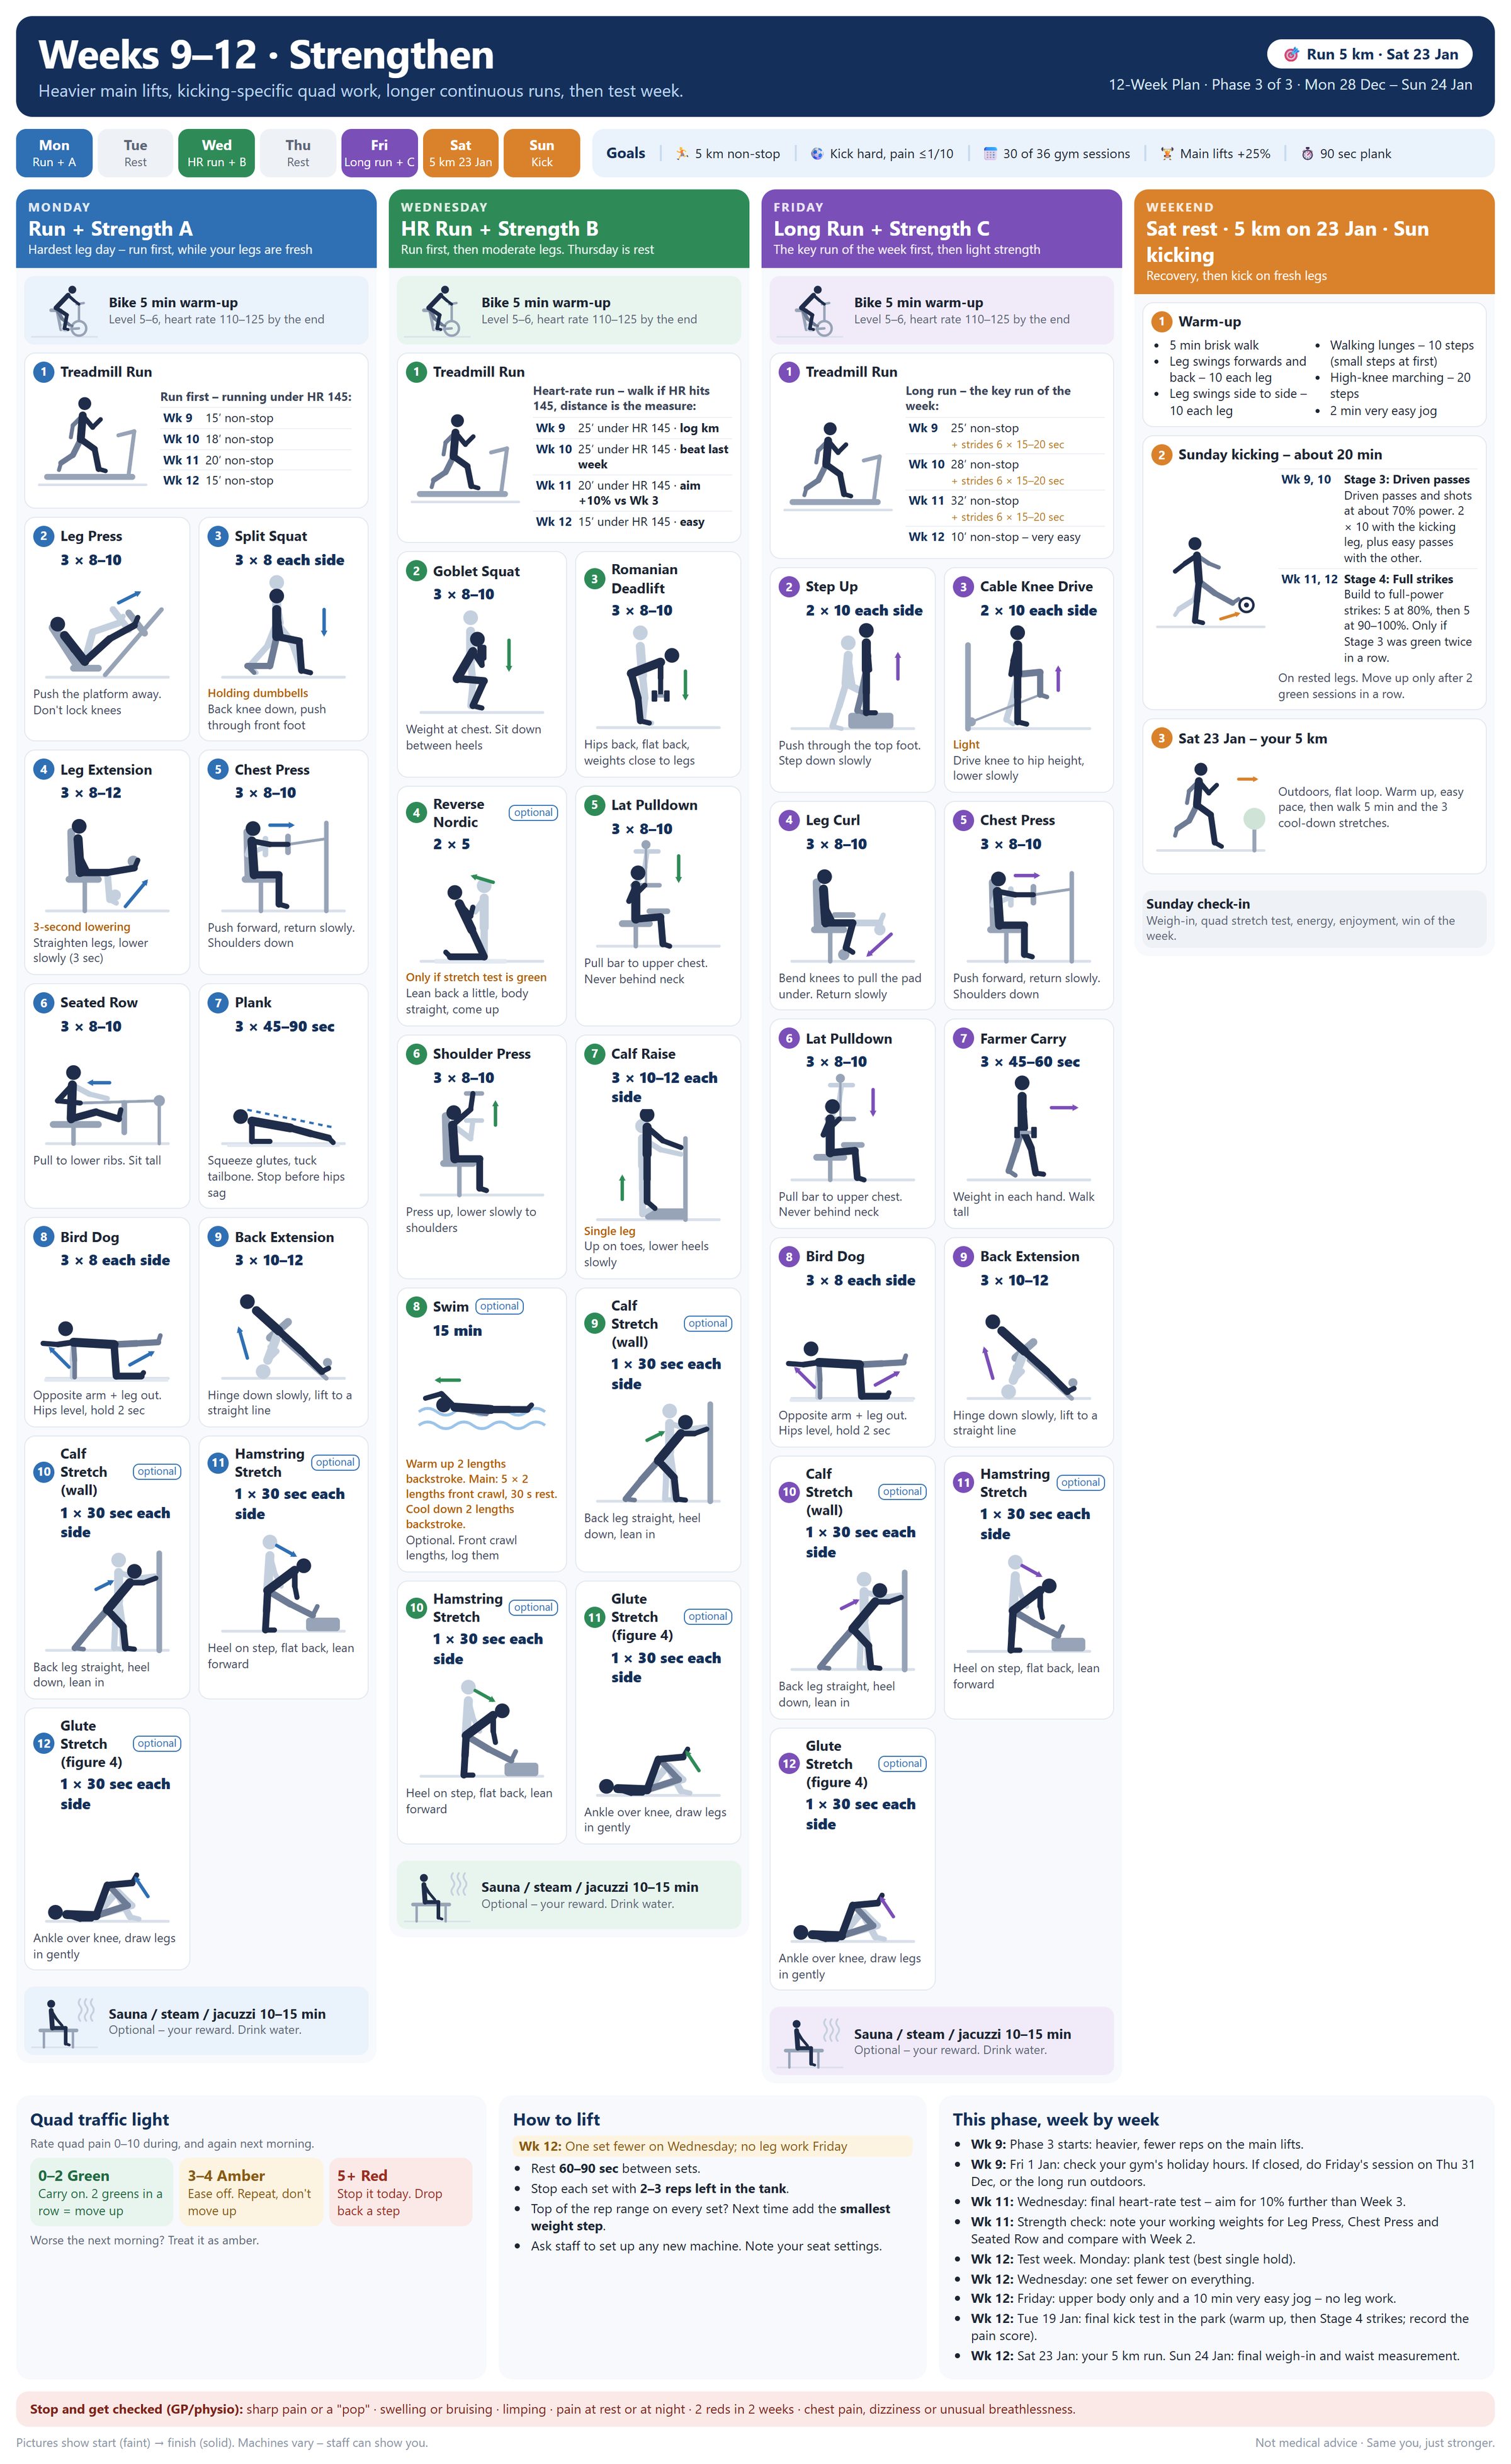 Weeks 9–12 · Strengthen
Heavier main lifts, kicking-specific quad work, longer continuous runs, then test week.
🎯 Run 5 km · Sat 23 Jan
12-Week Plan · Phase 3 of 3 · Mon 28 Dec – Sun 24 Jan
Mon
Run + A
Tue
Rest
Wed
HR run + B
Thu
Rest
Fri
Long run + C
Sat
5 km 23 Jan
Sun
Kick
Goals
5 km non-stop
Kick hard, pain ≤1/10
30 of 36 gym sessions
Main lifts +25%
90 sec plank
MONDAY
Run + Strength A
Hardest leg day – run first, while your legs are fresh
Bike 5 min warm-up
Level 5–6, heart rate 110–125 by the end
1 Treadmill Run
Run first – running under HR 145:
Wk 9 15′ non-stop
Wk 10 18′ non-stop
Wk 11 20′ non-stop
Wk 12 15′ non-stop
2 Leg Press
3 × 8–10
Push the platform away.
Don't lock knees
3 Split Squat
3 × 8 each side
Holding dumbbells
Back knee down, push
through front foot
4 Leg Extension
3 × 8–12
3-second lowering
Straighten legs, lower
slowly (3 sec)
5 Chest Press
3 × 8–10
Push forward, return slowly.
Shoulders down
6 Seated Row
3 × 8–10
Pull to lower ribs. Sit tall
7 Plank
3 × 45–90 sec
Squeeze glutes, tuck
tailbone. Stop before hips
sag
8 Bird Dog
3 × 8 each side
Opposite arm + leg out.
Hips level, hold 2 sec
9 Back Extension
3 × 10–12
Hinge down slowly, lift to a
straight line
10 Calf
Stretch
(wall)
optional
1 × 30 sec each
side
Back leg straight, heel
down, lean in
11 Hamstring
Stretch
optional
1 × 30 sec each
side
Heel on step, flat back, lean
forward
12 Glute
Stretch
(figure 4)
optional
1 × 30 sec each
side
Ankle over knee, draw legs
in gently
Sauna / steam / jacuzzi 10–15 min
Optional – your reward. Drink water.
WEDNESDAY
HR Run + Strength B
Run first, then moderate legs. Thursday is rest
Bike 5 min warm-up
Level 5–6, heart rate 110–125 by the end
1 Treadmill Run
Heart-rate run – walk if HR hits
145, distance is the measure:
Wk 9 25′ under HR 145 · log km
Wk 10 25′ under HR 145 · beat last
week
Wk 11 20′ under HR 145 · aim
+10% vs Wk 3
Wk 12 15′ under HR 145 · easy
2 Goblet Squat
3 × 8–10
Weight at chest. Sit down
between heels
3 Romanian
Deadlift
3 × 8–10
Hips back, flat back,
weights close to legs
4 Reverse
Nordic
optional
2 × 5
Only if stretch test is green
Lean back a little, body
straight, come up
5 Lat Pulldown
3 × 8–10
Pull bar to upper chest.
Never behind neck
6 Shoulder Press
3 × 8–10
Press up, lower slowly to
shoulders
7 Calf Raise
3 × 10–12 each
side
Single leg
Up on toes, lower heels
slowly
8 Swim optional
15 min
Warm up 2 lengths
backstroke. Main: 5 × 2
lengths front crawl, 30 s rest.
Cool down 2 lengths
backstroke.
Optional. Front crawl
lengths, log them
9 Calf
Stretch
(wall)
optional
1 × 30 sec each
side
Back leg straight, heel
down, lean in
10 Hamstring
Stretch
optional
1 × 30 sec each
side
Heel on step, flat back, lean
forward
11 Glute
Stretch
(figure 4)
optional
1 × 30 sec each
side
Ankle over knee, draw legs
in gently
Sauna / steam / jacuzzi 10–15 min
Optional – your reward. Drink water.
FRIDAY
Long Run + Strength C
The key run of the week first, then light strength
Bike 5 min warm-up
Level 5–6, heart rate 110–125 by the end
1 Treadmill Run
Long run – the key run of the
week:
Wk 9 25′ non-stop
+ strides 6 × 15–20 sec
Wk 10 28′ non-stop
+ strides 6 × 15–20 sec
Wk 11 32′ non-stop
+ strides 6 × 15–20 sec
Wk 12 10′ non-stop – very easy
2 Step Up
2 × 10 each side
Push through the top foot.
Step down slowly
3 Cable Knee Drive
2 × 10 each side
Light
Drive knee to hip height,
lower slowly
4 Leg Curl
3 × 8–10
Bend knees to pull the pad
under. Return slowly
5 Chest Press
3 × 8–10
Push forward, return slowly.
Shoulders down
6 Lat Pulldown
3 × 8–10
Pull bar to upper chest.
Never behind neck
7 Farmer Carry
3 × 45–60 sec
Weight in each hand. Walk
tall
8 Bird Dog
3 × 8 each side
Opposite arm + leg out.
Hips level, hold 2 sec
9 Back Extension
3 × 10–12
Hinge down slowly, lift to a
straight line
10 Calf
Stretch
(wall)
optional
1 × 30 sec each
side
Back leg straight, heel
down, lean in
11 Hamstring
Stretch
optional
1 × 30 sec each
side
Heel on step, flat back, lean
forward
12 Glute
Stretch
(figure 4)
optional
1 × 30 sec each
side
Ankle over knee, draw legs
in gently
Sauna / steam / jacuzzi 10–15 min
Optional – your reward. Drink water.
WEEKEND
Sat rest · 5 km on 23 Jan · Sun
kicking
Recovery, then kick on fresh legs
1 Warm-up
• 5 min brisk walk
• Leg swings forwards and
back – 10 each leg
• Leg swings side to side –
10 each leg
• Walking lunges – 10 steps
(small steps at first)
• High-knee marching – 20
steps
• 2 min very easy jog
2 Sunday kicking – about 20 min
Wk 9, 10 Stage 3: Driven passes
Driven passes and shots
at about 70% power. 2
× 10 with the kicking
leg, plus easy passes
with the other.
Wk 11, 12 Stage 4: Full strikes
Build to full-power
strikes: 5 at 80%, then 5
at 90–100%. Only if
Stage 3 was green twice
in a row.
On rested legs. Move up only after 2
green sessions in a row.
3 Sat 23 Jan – your 5 km
Outdoors, flat loop. Warm up, easy
pace, then walk 5 min and the 3
cool-down stretches.
Sunday check-in
Weigh-in, quad stretch test, energy, enjoyment, win of the
week.
Quad traffic light
Rate quad pain 0–10 during, and again next morning.
0–2 Green
Carry on. 2 greens in a
row = move up
3–4 Amber
Ease off. Repeat, don't
move up
5+ Red
Stop it today. Drop
back a step
Worse the next morning? Treat it as amber.
How to lift
Wk 12: One set fewer on Wednesday; no leg work Friday
• Rest 60–90 sec between sets.
• Stop each set with 2–3 reps left in the tank.
• Top of the rep range on every set? Next time add the smallest
weight step.
• Ask staff to set up any new machine. Note your seat settings.
This phase, week by week
• Wk 9: Phase 3 starts: heavier, fewer reps on the main lifts.
• Wk 9: Fri 1 Jan: check your gym's holiday hours. If closed, do Friday's session on Thu 31
Dec, or the long run outdoors.
• Wk 11: Wednesday: final heart-rate test – aim for 10% further than Week 3.
• Wk 11: Strength check: note your working weights for Leg Press, Chest Press and
Seated Row and compare with Week 2.
• Wk 12: Test week. Monday: plank test (best single hold).
• Wk 12: Wednesday: one set fewer on everything.
• Wk 12: Friday: upper body only and a 10 min very easy jog – no leg work.
• Wk 12: Tue 19 Jan: final kick test in the park (warm up, then Stage 4 strikes; record the
pain score).
• Wk 12: Sat 23 Jan: your 5 km run. Sun 24 Jan: final weigh-in and waist measurement.
Stop and get checked (GP/physio): sharp pain or a "pop" · swelling or bruising · limping · pain at rest or at night · 2 reds in 2 weeks · chest pain, dizziness or unusual breathlessness.
Pictures show start (faint) → finish (solid). Machines vary – staff can show you.
Not medical advice · Same you, just stronger.